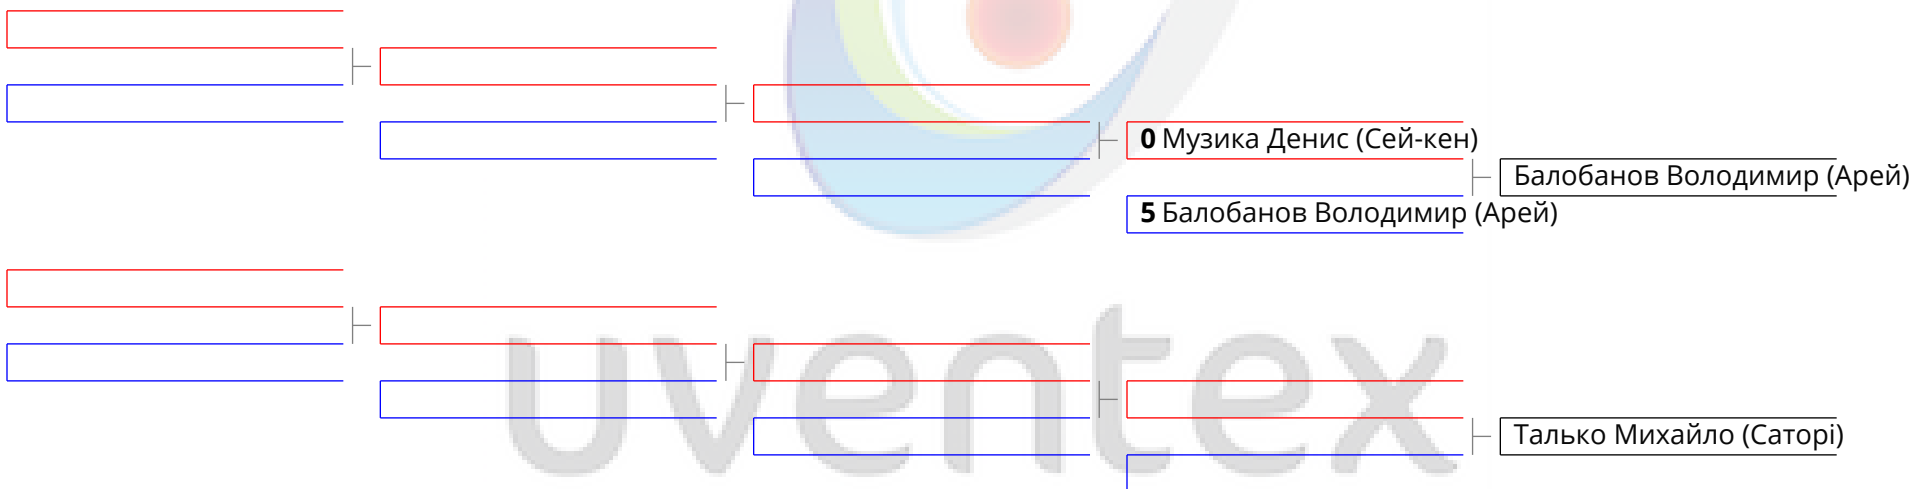 0 Музика Денис (Сей-кен)
Балобанов Володимир (Арей)
5 Балобанов Володимир (Арей)
uventex
Талько Михайло (Саторі)